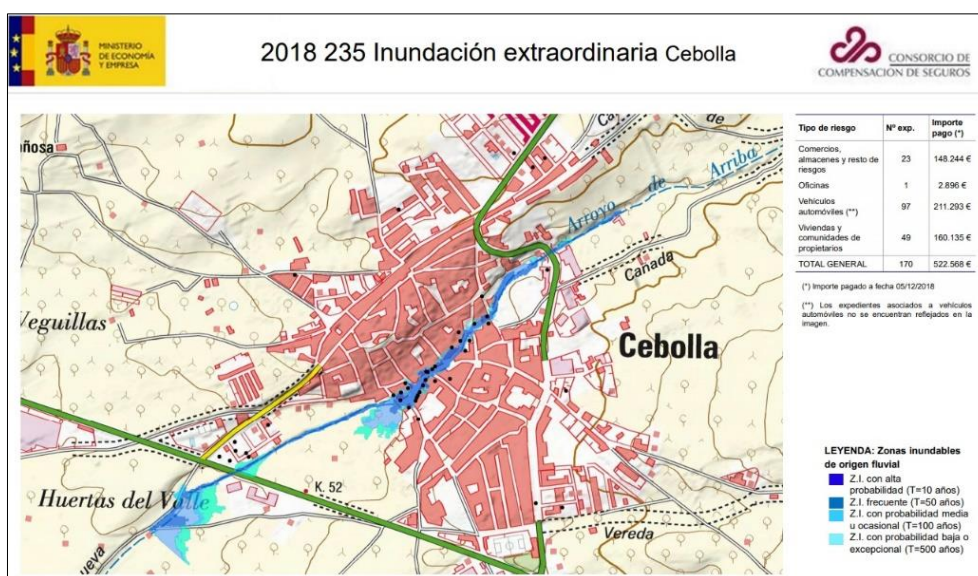 MINISTERIO
DE ECONOMÍA
Y EMPRESA
2018 235 Inundación extraordinaria Cebolla
CONSORCIO DE
COMPENSACIÓN DE SEGUROS
Tipo de riesgo Nº exp. Importe pago (*)
Comercios, almacenes y resto de riesgos 23 148.244 €
Oficinas 1 2.896 €
Vehículos automóviles (**) 97 211.293 €
Viviendas y comunidades de propietarios 49 160.135 €
TOTAL GENERAL 170 522.568 €
(*) Importe pagado a fecha 05/12/2018
(**) Los expedientes asociados a vehículos
automóviles no se encuentran reflejados en la
imagen.
de
Arroyo de Arriba
Cañada
Cebolla
Huertas del Valle
K. 52
Vereda
LEYENDA: Zonas inundables
de origen fluvial
Z.I. con alta
probabilidad (T=10 años)
Z.I. frecuente (T=50 años)
Z.I. con probabilidad media
u ocasional (T=100 años)
Z.I. con probabilidad baja o
excepcional (T=500 años)